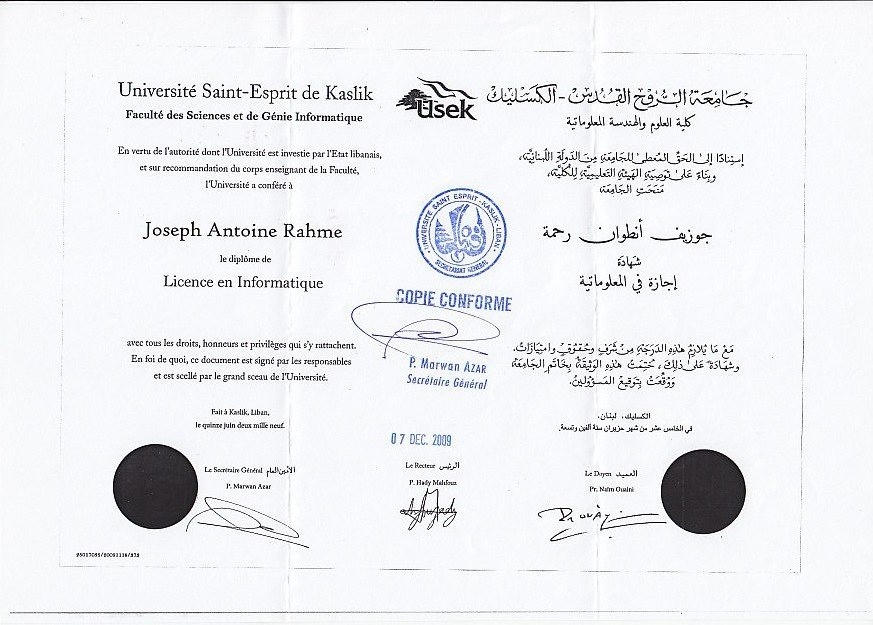 Université Saint-Esprit de Kaslik
Faculté des Sciences et de Génie Informatique
En vertu de l'autorité dont l'Université est investie par l'Etat libanais,
et sur recommandation du corps enseignant de la Faculté,
l'Université a conféré à
Joseph Antoine Rahme
le diplôme de
Licence en Informatique
avec tous les droits, honneurs et privilèges qui s'y rattachent.
En foi de quoi, ce document est signé par les responsables
et est scellé par le grand sceau de l'Université.
Fait à Kaslik, Liban,
le quinze juin deux mille neuf.
usek
جامعة الروح القدس - الكسليك
كلية العلوم والهندسة المعلوماتية
إستنادًا إلى الحق المعطى للجامعة من الدولة اللبنانية،
وبناء على توصية الهيئة التعليمية للكلية،
منحت الجامعة
جوزيف أنطوان رحمة
شهادة
إجازة في المعلوماتية
مع ما يلازم هذه الدرجة من شرف وحقوق وامتيازات.
وشهادة على ذلك، ختمت هذه الوثيقة بخاتم الجامعة
ووقعت بتوقيع المسؤولين.
الكسليك، لبنان،
في الخامس عشر من شهر حزيران سنة ألفين وتسعة.
UNIVERSITE SAINT ESPRIT - KASLIK - LIBAN
SECRETARIAT GENERAL
COPIE CONFORME
P. Marwan AZAR
Secrétaire Général
07 DEC. 2009
Le Secrétaire Général الأمين العام
P. Marwan Azar
Le Recteur الرئيس
P. Hady Mahfouz
Le Doyen العميد
Pr. Naïm Ouaini